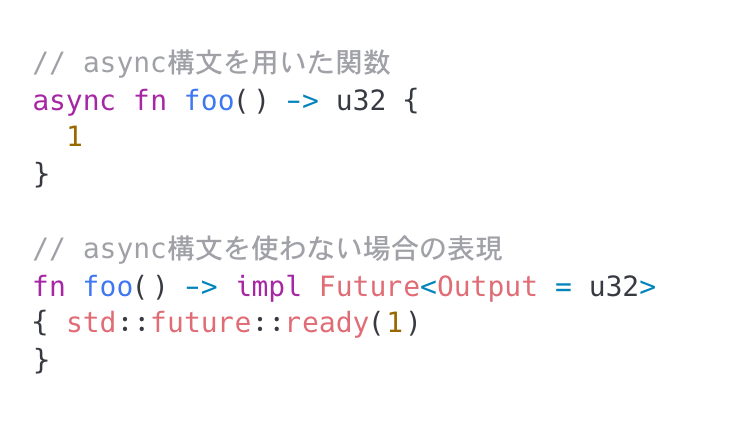 // async構文を用いた関数
async fn foo() -> u32 {
  1
}
// async構文を使わない場合の表現
fn foo() -> impl Future<Output = u32>
{ std::future::ready(1)
}